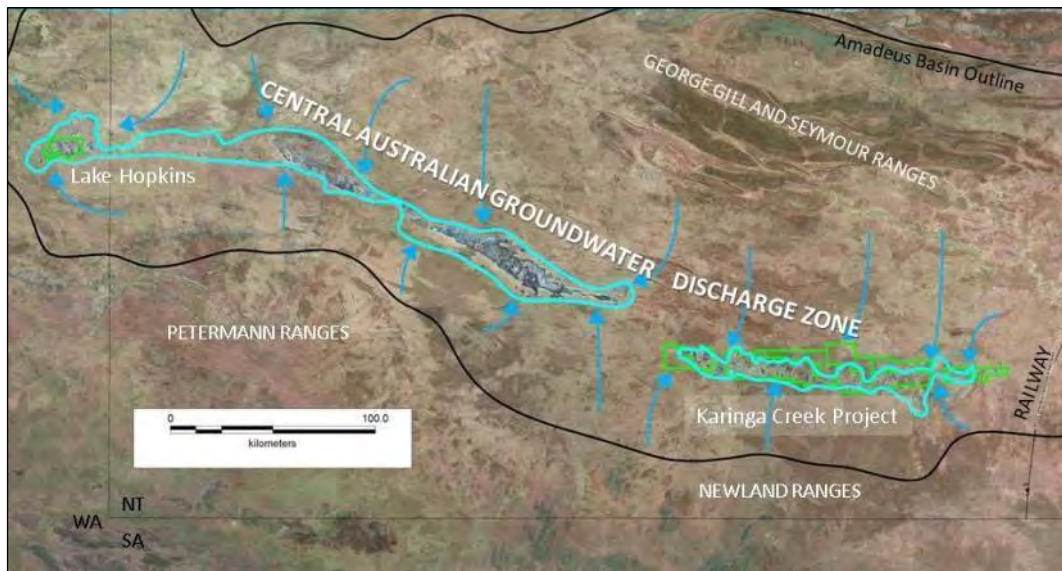 Amadeus Basin Outline
GEORGE GILL AND SEYMOUR RANGES
CENTRAL AUSTRALIAN GROUNDWATER DISCHARGE ZONE
Lake Hopkins
PETERMANN RANGES
Karinga Creek Project
RAILWAY
0 100.0
kilometers
NEWLAND RANGES
NT
WA
SA